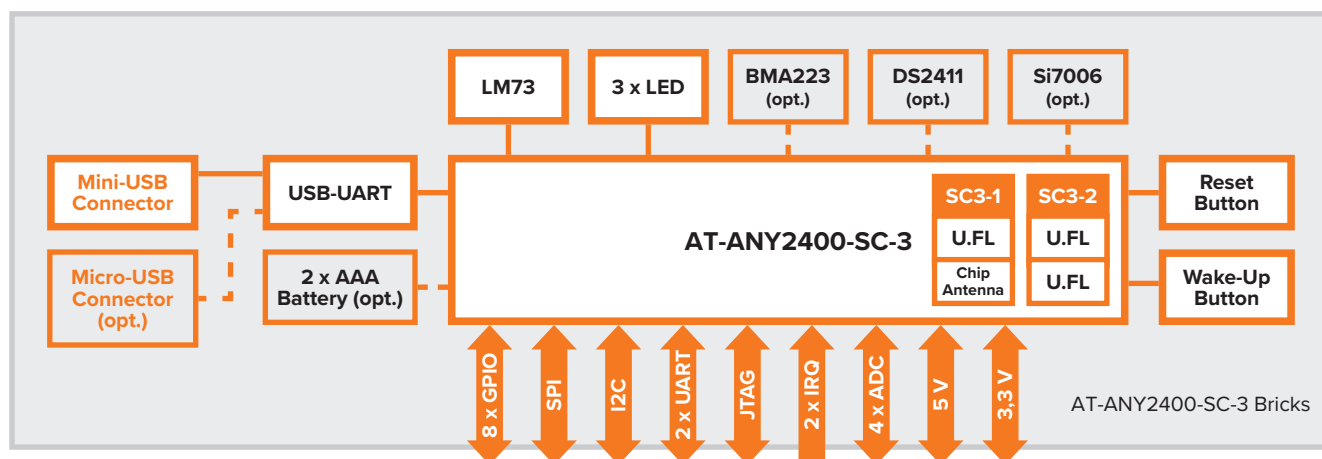 LM73
3 x LED
BMA223
(opt.)
DS2411
(opt.)
Si7006
(opt.)
Mini-USB
Connector
USB-UART
Micro-USB
Connector
(opt.)
2 x AAA
Battery (opt.)
AT-ANY2400-SC-3
SC3-1
U.FL
Chip
Antenna
SC3-2
U.FL
U.FL
Reset
Button
Wake-Up
Button
8 x GPIO
SPI
I2C
2 x UART
JTAG
2 x IRQ
4 x ADC
5 V
3,3 V
AT-ANY2400-SC-3 Bricks